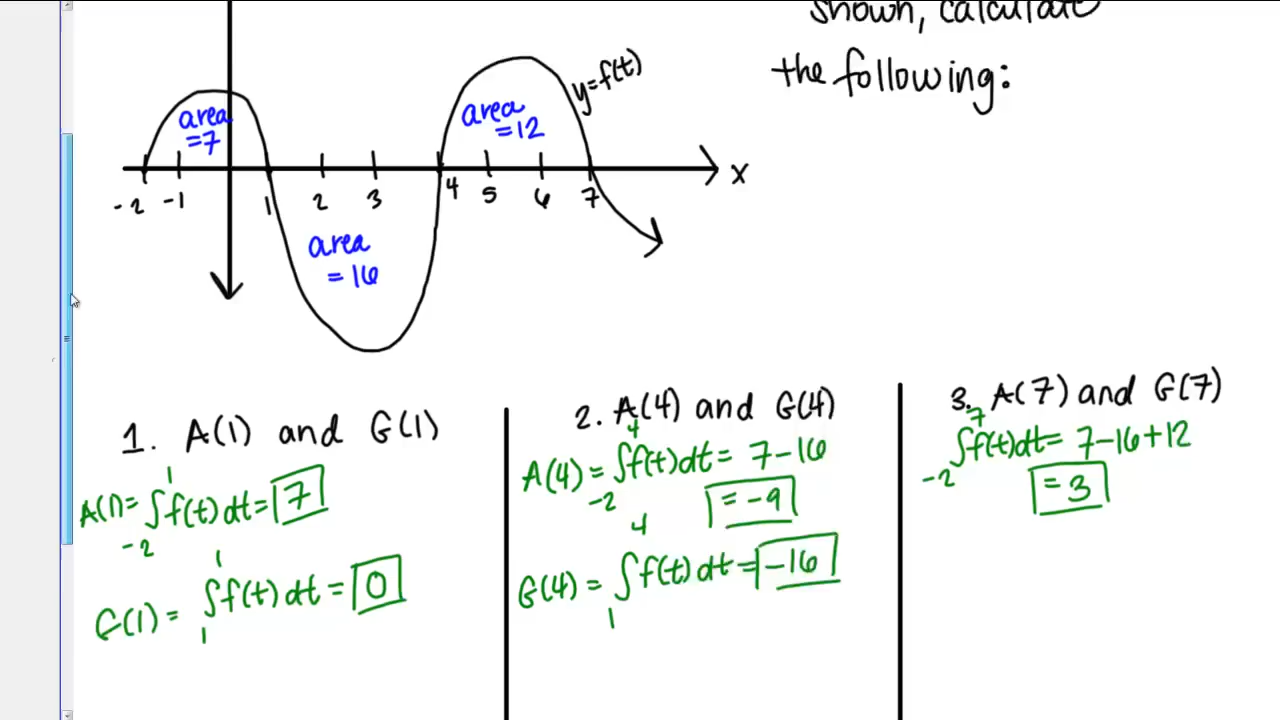 shown, calculate
the following:
y=f(t)
area
=7
area
=12
x
-2 -1 1 2 3 4 5 6 7
area
= 16
1. A(1) and G(1)
A(1)= ∫_{-2}^{1} f(t)dt = 7
G(1) = ∫_{1}^{1} f(t)dt = 0
2. A(4) and G(4)
A(4) = ∫_{-2}^{4} f(t)dt = 7-16
= -9
G(4) = ∫_{1}^{4} f(t)dt = -16
3. A(7) and G(7)
∫_{-2}^{7} f(t)dt = 7-16+12
= 3